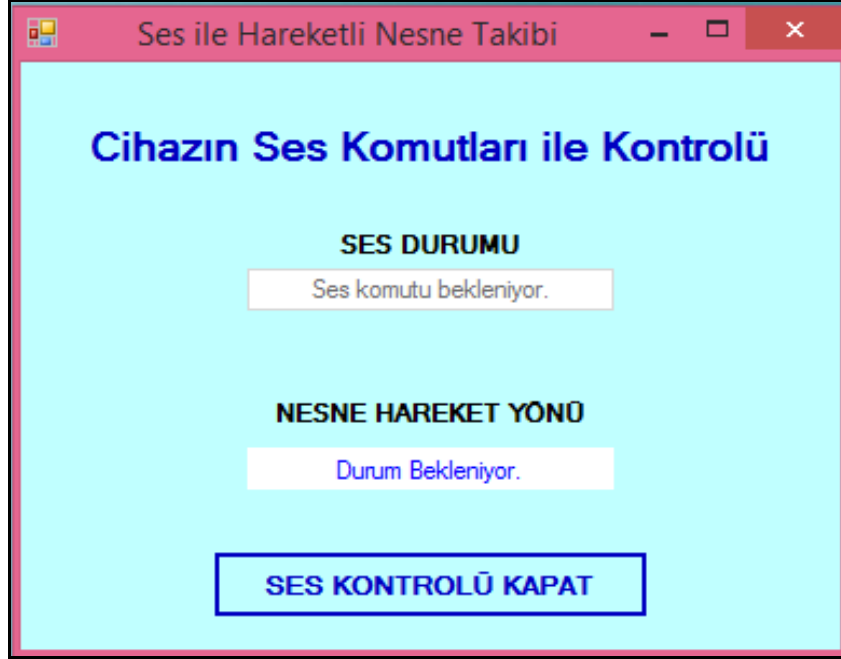 Ses ile Hareketli Nesne Takibi
Cihazın Ses Komutları ile Kontrolü
SES DURUMU
Ses komutu bekleniyor.
NESNE HAREKET YÖNÜ
Durum Bekleniyor.
SES KONTROLÜ KAPAT